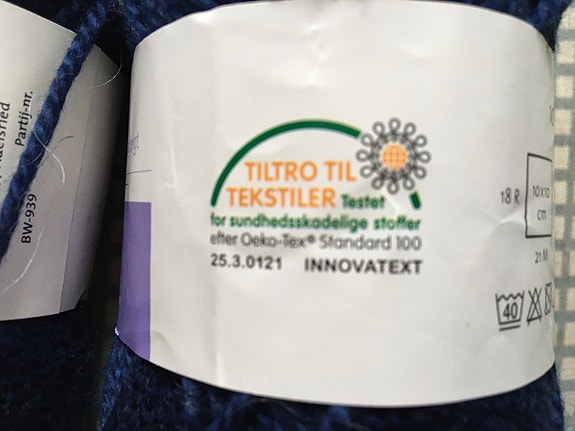 Partij-nr.
BW-939
TILTRO TIL
TEKSTILER Testet
for sundhedsskadelige stoffer
efter Oeko-Tex® Standard 100
25.3.0121 INNOVATEXT
18 R
10 x 10
cm
21 M
40